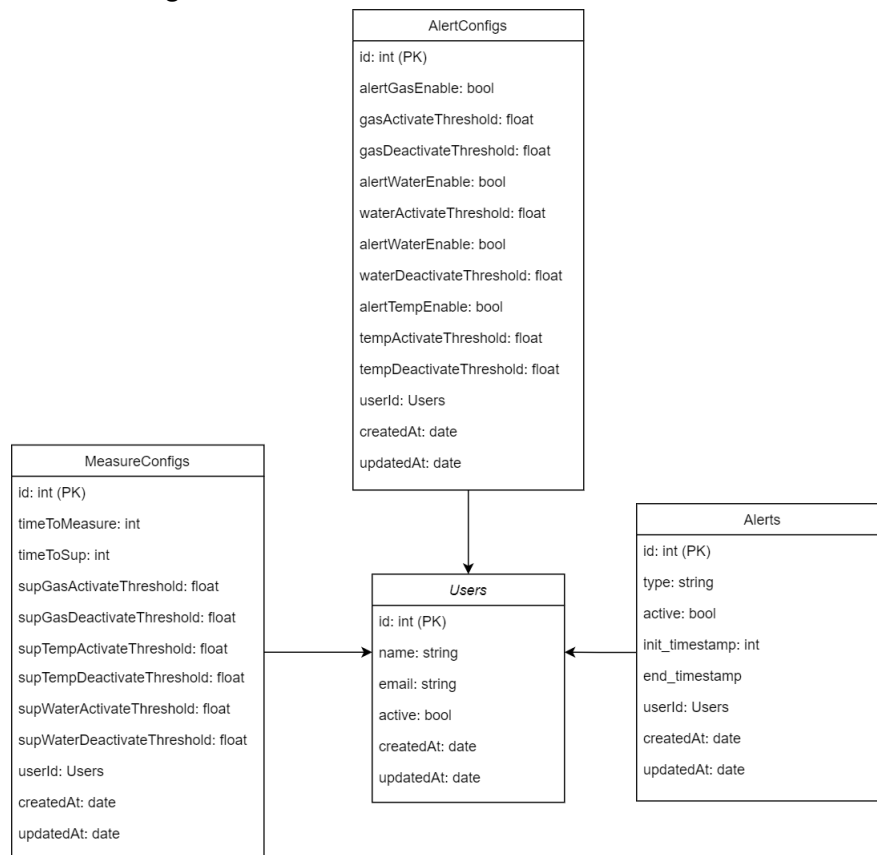 AlertConfigs
id: int (PK)
alertGasEnable: bool
gasActivateThreshold: float
gasDeactivateThreshold: float
alertWaterEnable: bool
waterActivateThreshold: float
alertWaterEnable: bool
waterDeactivateThreshold: float
alertTempEnable: bool
tempActivateThreshold: float
tempDeactivateThreshold: float
userId: Users
createdAt: date
updatedAt: date
MeasureConfigs
id: int (PK)
timeToMeasure: int
timeToSup: int
supGasActivateThreshold: float
supGasDeactivateThreshold: float
supTempActivateThreshold: float
supTempDeactivateThreshold: float
supWaterActivateThreshold: float
supWaterDeactivateThreshold: float
userId: Users
createdAt: date
updatedAt: date
Users
id: int (PK)
name: string
email: string
active: bool
createdAt: date
updatedAt: date
Alerts
id: int (PK)
type: string
active: bool
init_timestamp: int
end_timestamp
userId: Users
createdAt: date
updatedAt: date